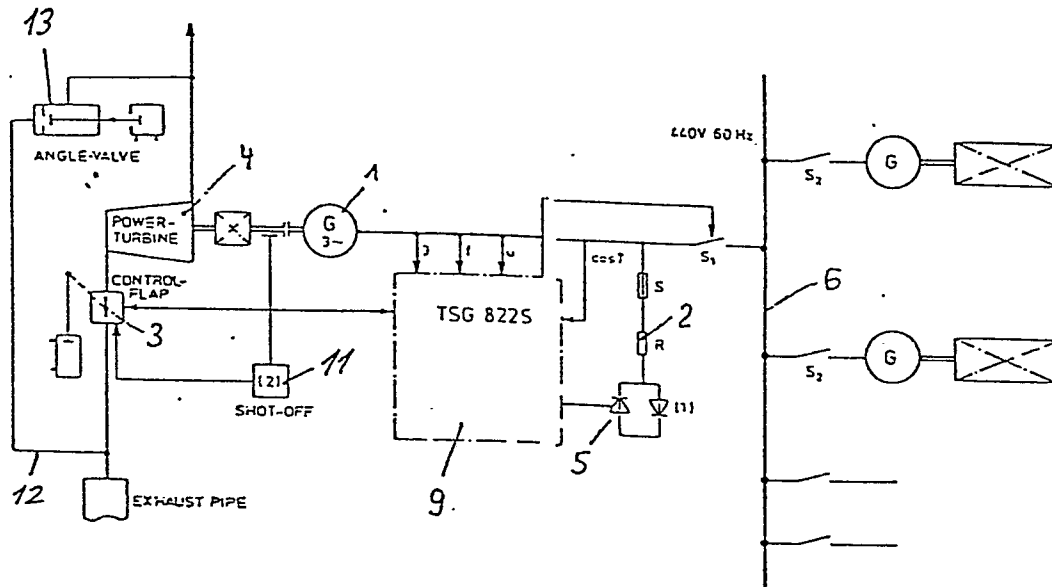 13
ANGLE-VALVE
4
1
440V 60 Hz
S2
G
POWER-
TURBINE
X
G
3~
S1
CONTROL-
FLAP
3
TSG 822S
S
2
R
6
S2
G
[2]
11
SHOT-OFF
5
[1]
12
EXHAUST PIPE
9.